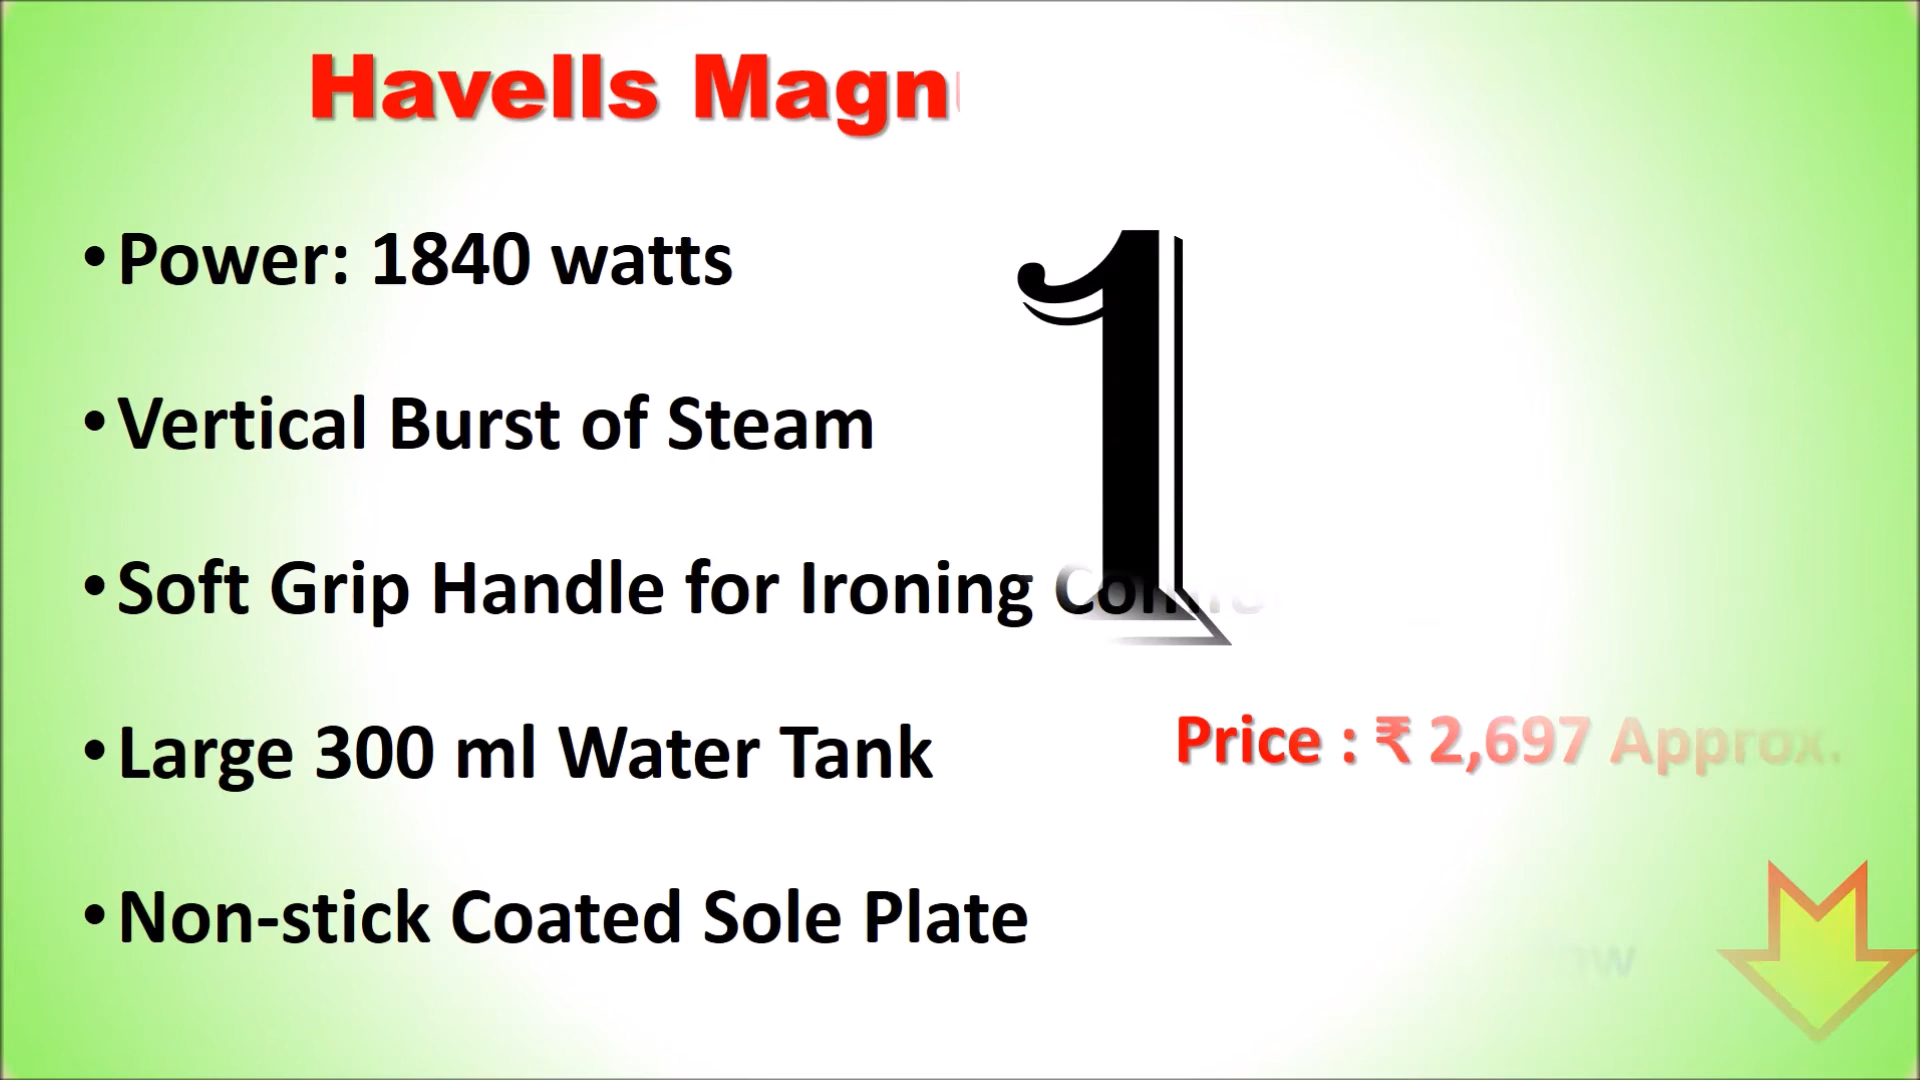 Havells Magn
• Power: 1840 watts
1
• Vertical Burst of Steam
• Soft Grip Handle for Ironing
• Large 300 ml Water Tank
Price : ₹ 2,697 Approx.
• Non-stick Coated Sole Plate